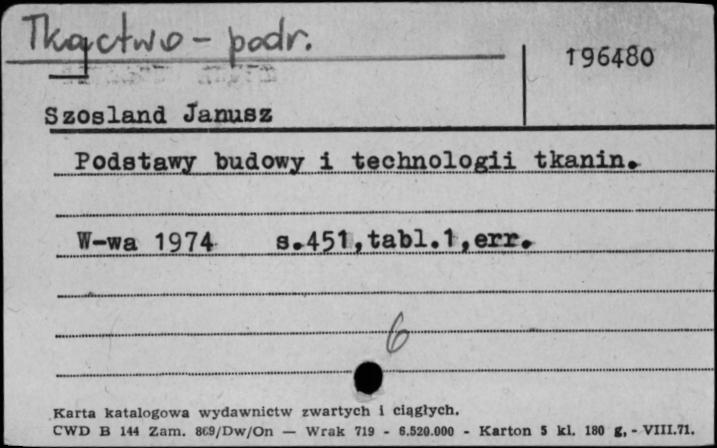 Tkactwo - podr.
196480
Szosland Janusz
Podstawy budowy i technologii tkanin.
W-wa 1974 s.451,tabl.1,err.
6
Karta katalogowa wydawnictw zwartych i ciągłych.
CWD B 144 Zam. 869/Dw/On — Wrak 719 - 6.520.000 - Karton 5 kl. 180 g, - VIII.71.